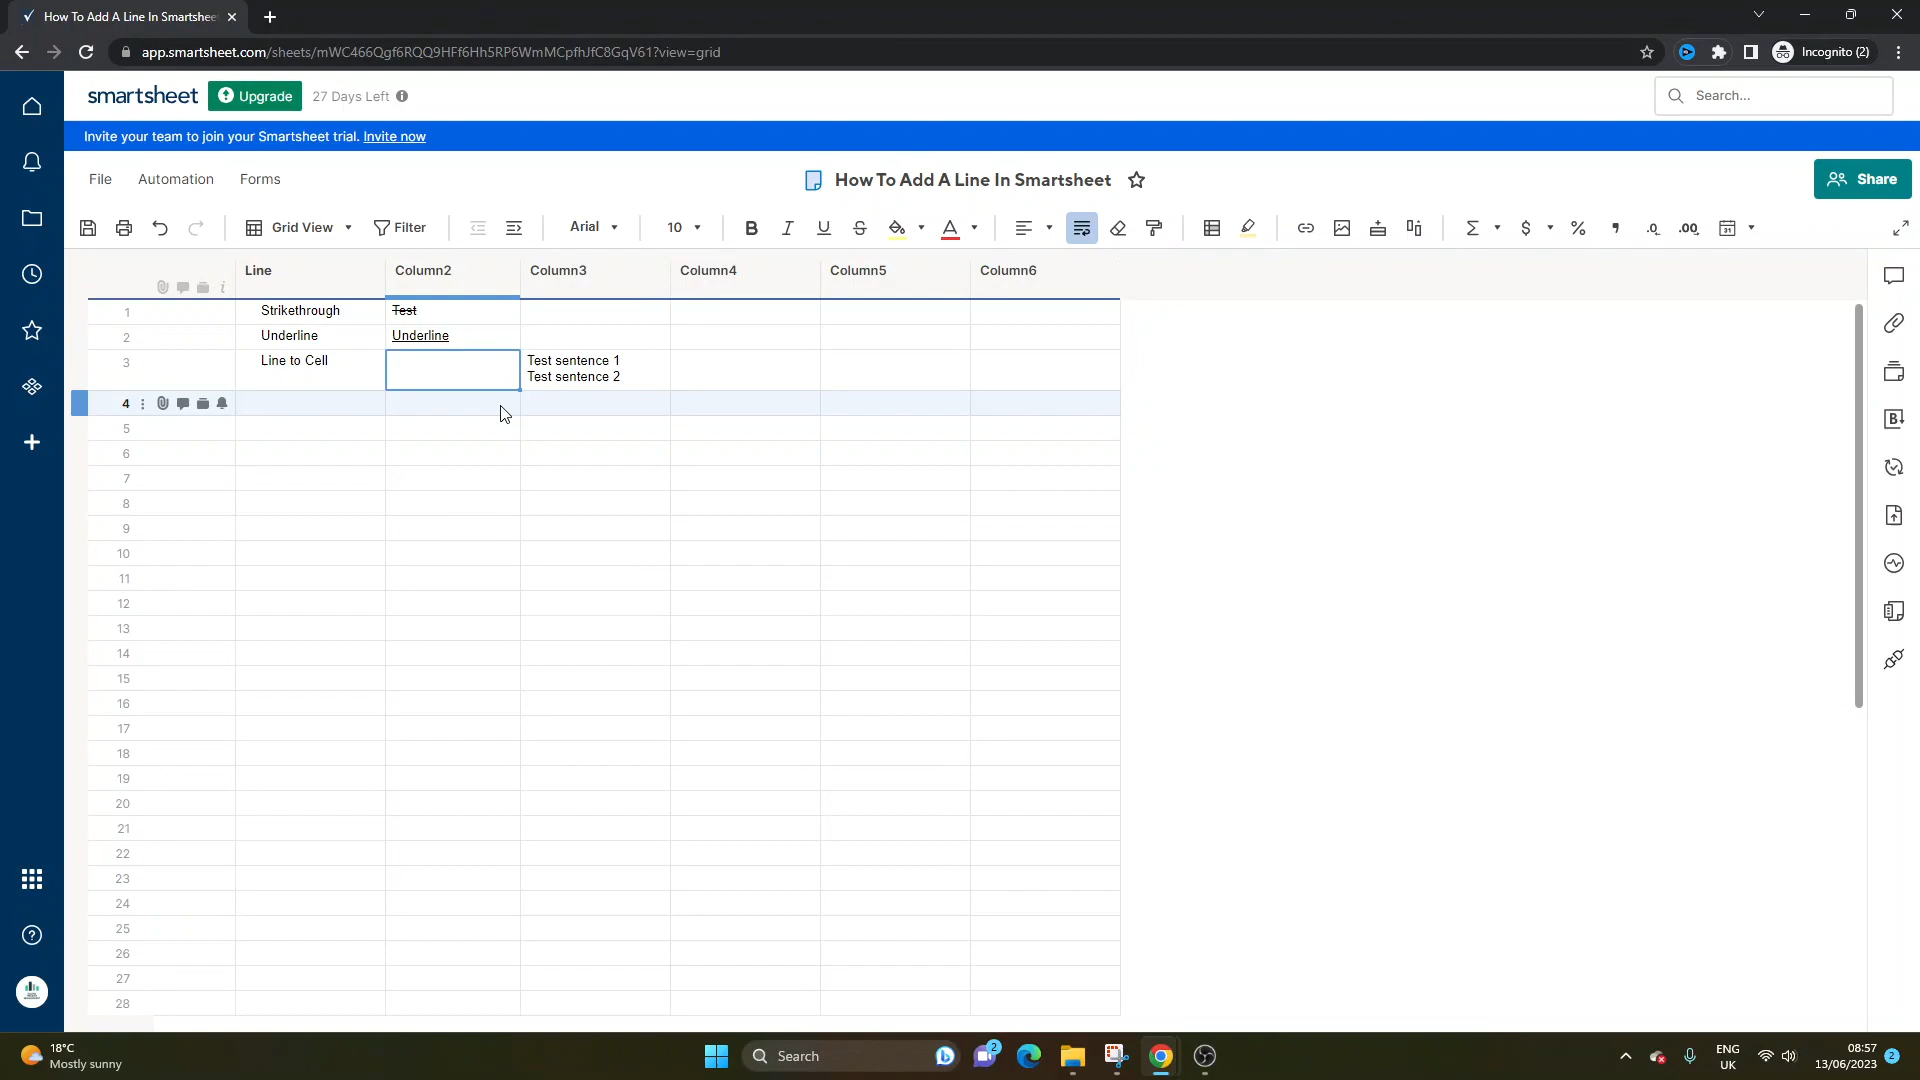 How To Add A Line In Smartshee
app.smartsheet.com/sheets/mWC466Qgf6RQQ9HFf6Hh5RP6WmMCpfhJfC8GqV61?view=grid
Incognito (2)
smartsheet
Upgrade
27 Days Left
Search...
Invite your team to join your Smartsheet trial. Invite now
File
Automation
Forms
How To Add A Line In Smartsheet
Share
Grid View
Filter
Arial
10
B
I
U
S
A
Σ
$
%
,
.0
.00
31
Line
Column2
Column3
Column4
Column5
Column6
1
Strikethrough
Test
2
Underline
Underline
3
Line to Cell
Test sentence 1
Test sentence 2
4
5
6
7
8
9
10
11
12
13
14
15
16
17
18
19
20
21
22
23
24
25
26
27
28
18°C
Mostly sunny
Search
2
ENG
UK
08:57
13/06/2023
2